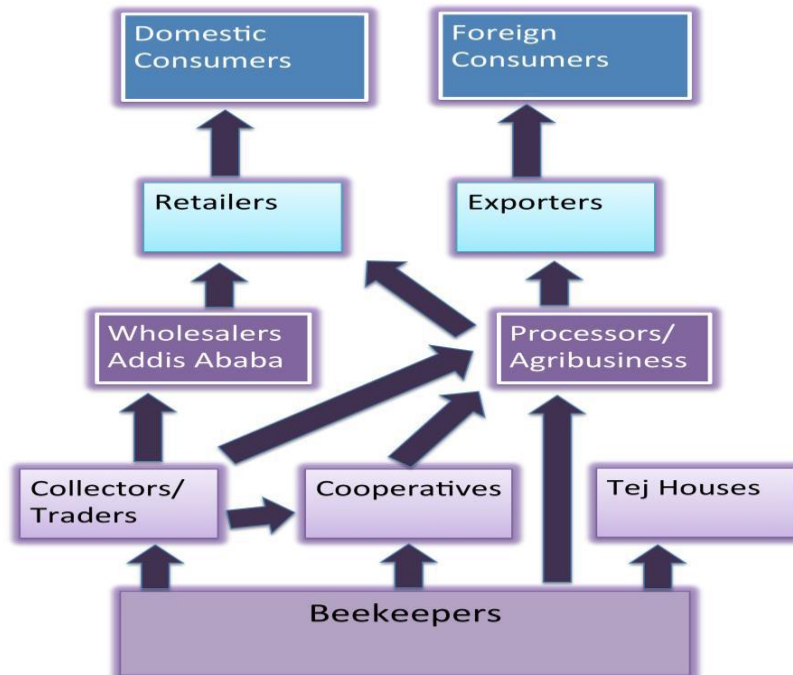 Domestic
Consumers
Foreign
Consumers
Retailers
Exporters
Wholesalers
Addis Ababa
Processors/
Agribusiness
Collectors/
Traders
Cooperatives
Tej Houses
Beekeepers